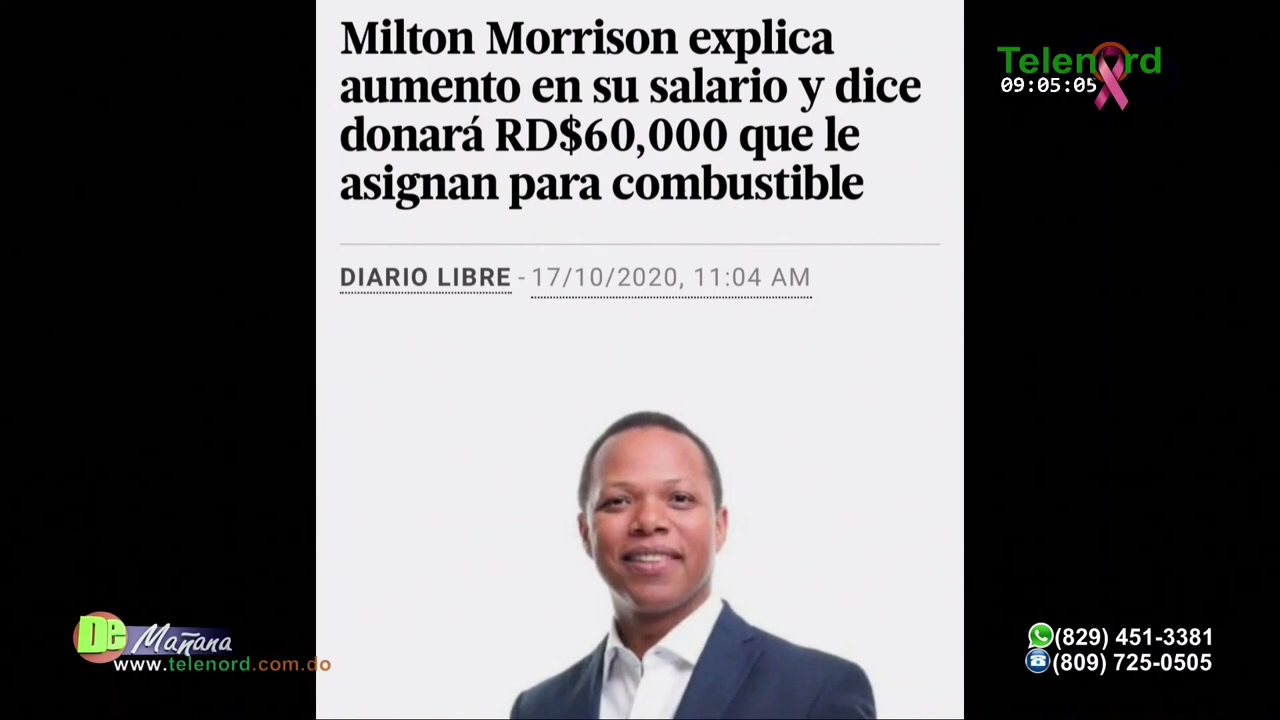 Milton Morrison explica
aumento en su salario y dice
donará RD$60,000 que le
asignan para combustible
DIARIO LIBRE - 17/10/2020, 11:04 AM
Telenord
09:05:05
De Mañana
www.telenord.com.do
(829) 451-3381
(809) 725-0505